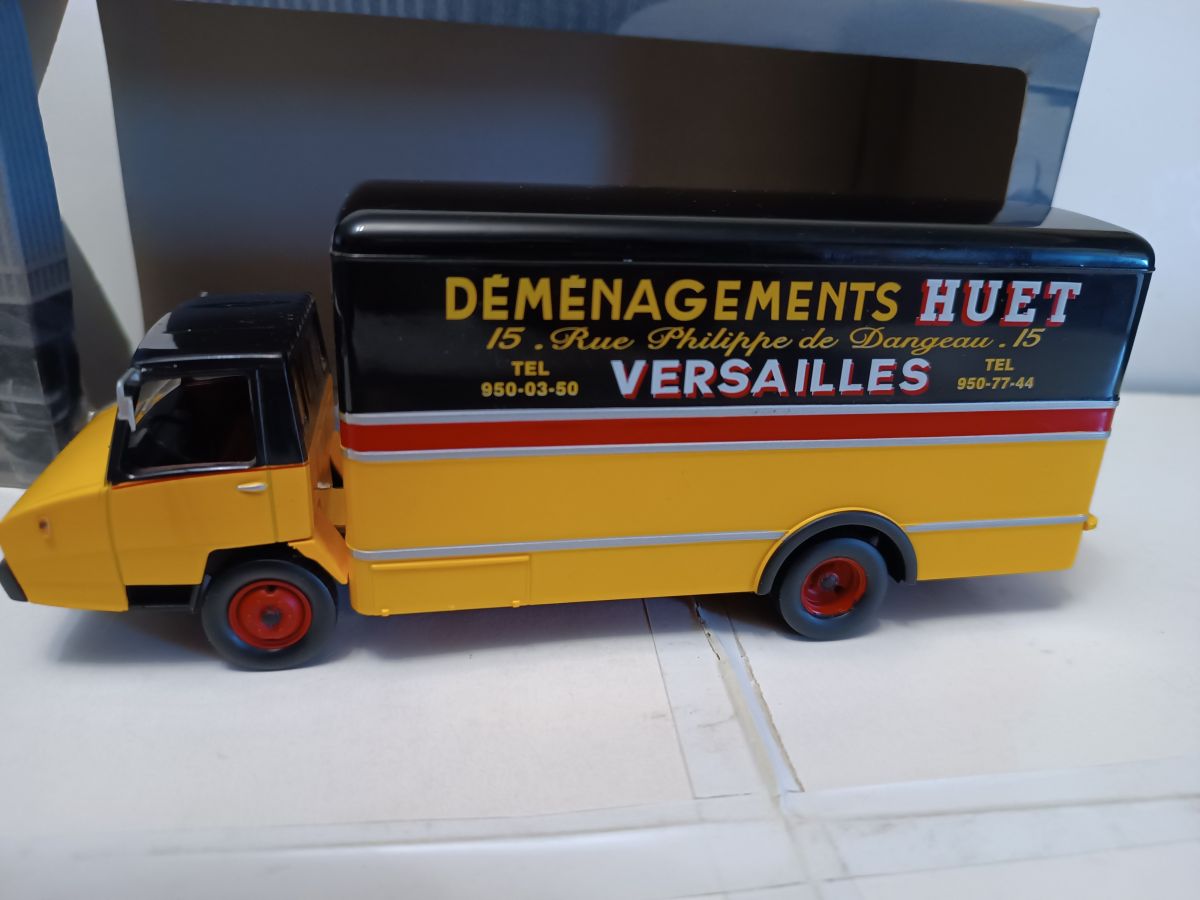 DÉMÉNAGEMENTS HUET
15 . Rue Philippe de Dangeau . 15
TEL VERSAILLES TEL
950-03-50 950-77-44